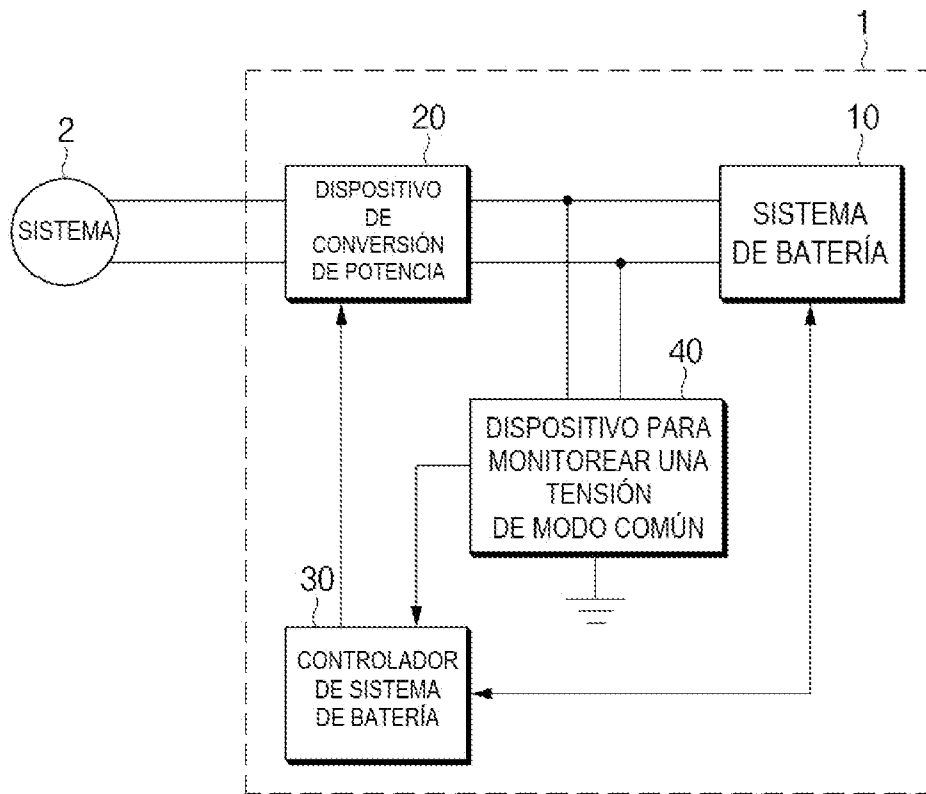 1
2
20
10
SISTEMA
DISPOSITIVO
DE
CONVERSIÓN
DE POTENCIA
SISTEMA
DE BATERÍA
40
DISPOSITIVO PARA
MONITOREAR UNA
TENSIÓN
DE MODO COMÚN
30
CONTROLADOR
DE SISTEMA
DE BATERÍA